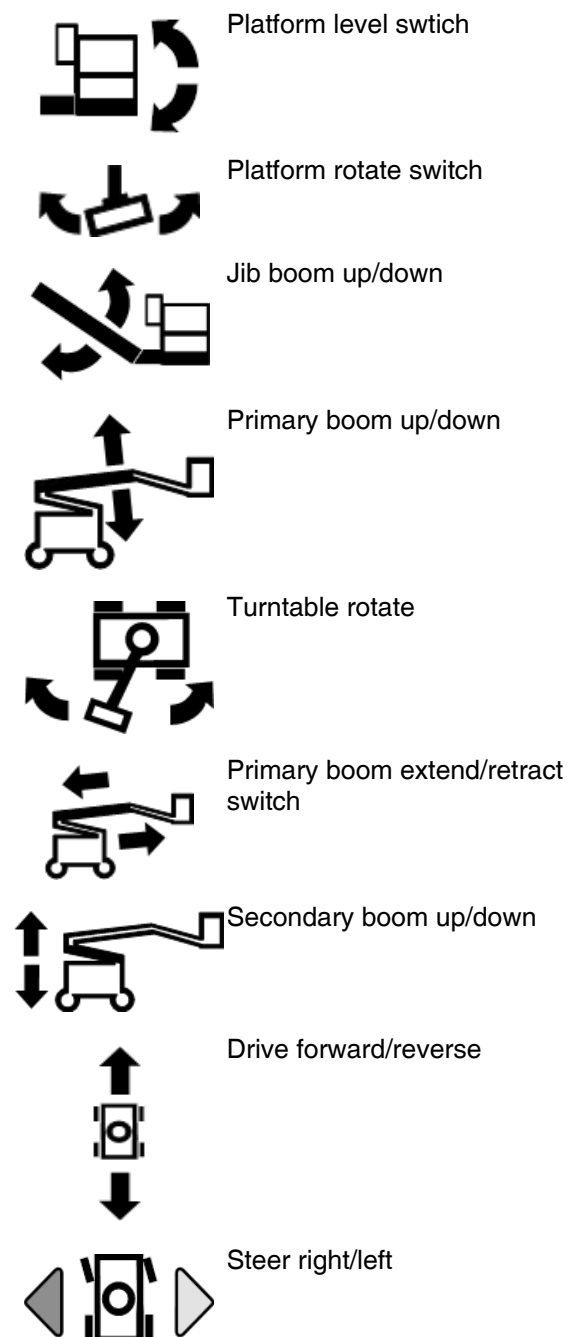 Platform level swtich
Platform rotate switch
Jib boom up/down
Primary boom up/down
Turntable rotate
Primary boom extend/retract
switch
Secondary boom up/down
Drive forward/reverse
Steer right/left